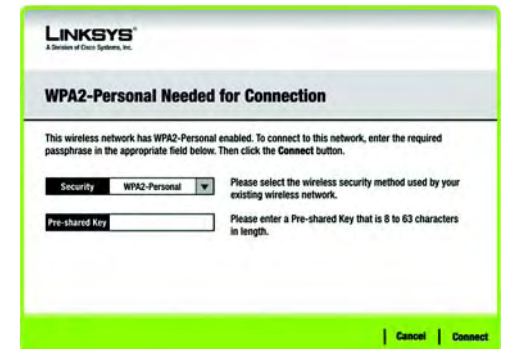 LINKSYS®
A Division of Cisco Systems, Inc.
WPA2-Personal Needed for Connection
This wireless network has WPA2-Personal enabled. To connect to this network, enter the required
passphrase in the appropriate field below. Then click the Connect button.
Security WPA2-Personal
Please select the wireless security method used by your
existing wireless network.
Pre-shared Key
Please enter a Pre-shared Key that is 8 to 63 characters
in length.
Cancel Connect